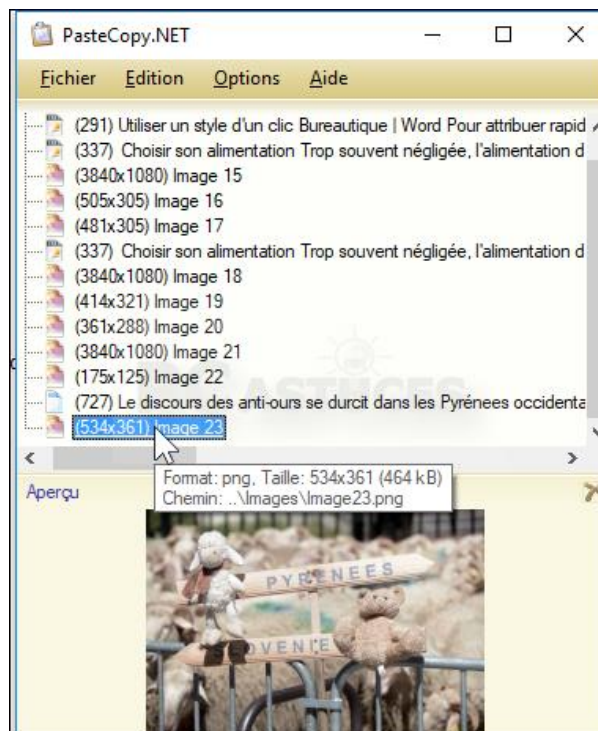 PasteCopy.NET
Fichier Edition Options Aide
(291) Utiliser un style d'un clic Bureautique | Word Pour attribuer rapid
(337) Choisir son alimentation Trop souvent négligée, l'alimentation d
(3840x1080) Image 15
(505x305) Image 16
(481x305) Image 17
(337) Choisir son alimentation Trop souvent négligée, l'alimentation d
(3840x1080) Image 18
(414x321) Image 19
(361x288) Image 20
(3840x1080) Image 21
(175x125) Image 22
(727) Le discours des anti-ours se durcit dans les Pyrénees occidenta
(534x361) Image 23
Format: png, Taille: 534x361 (464 kB)
Chemin: ..\Images\Image23.png
Aperçu
PYRENEES
SLOVENIE